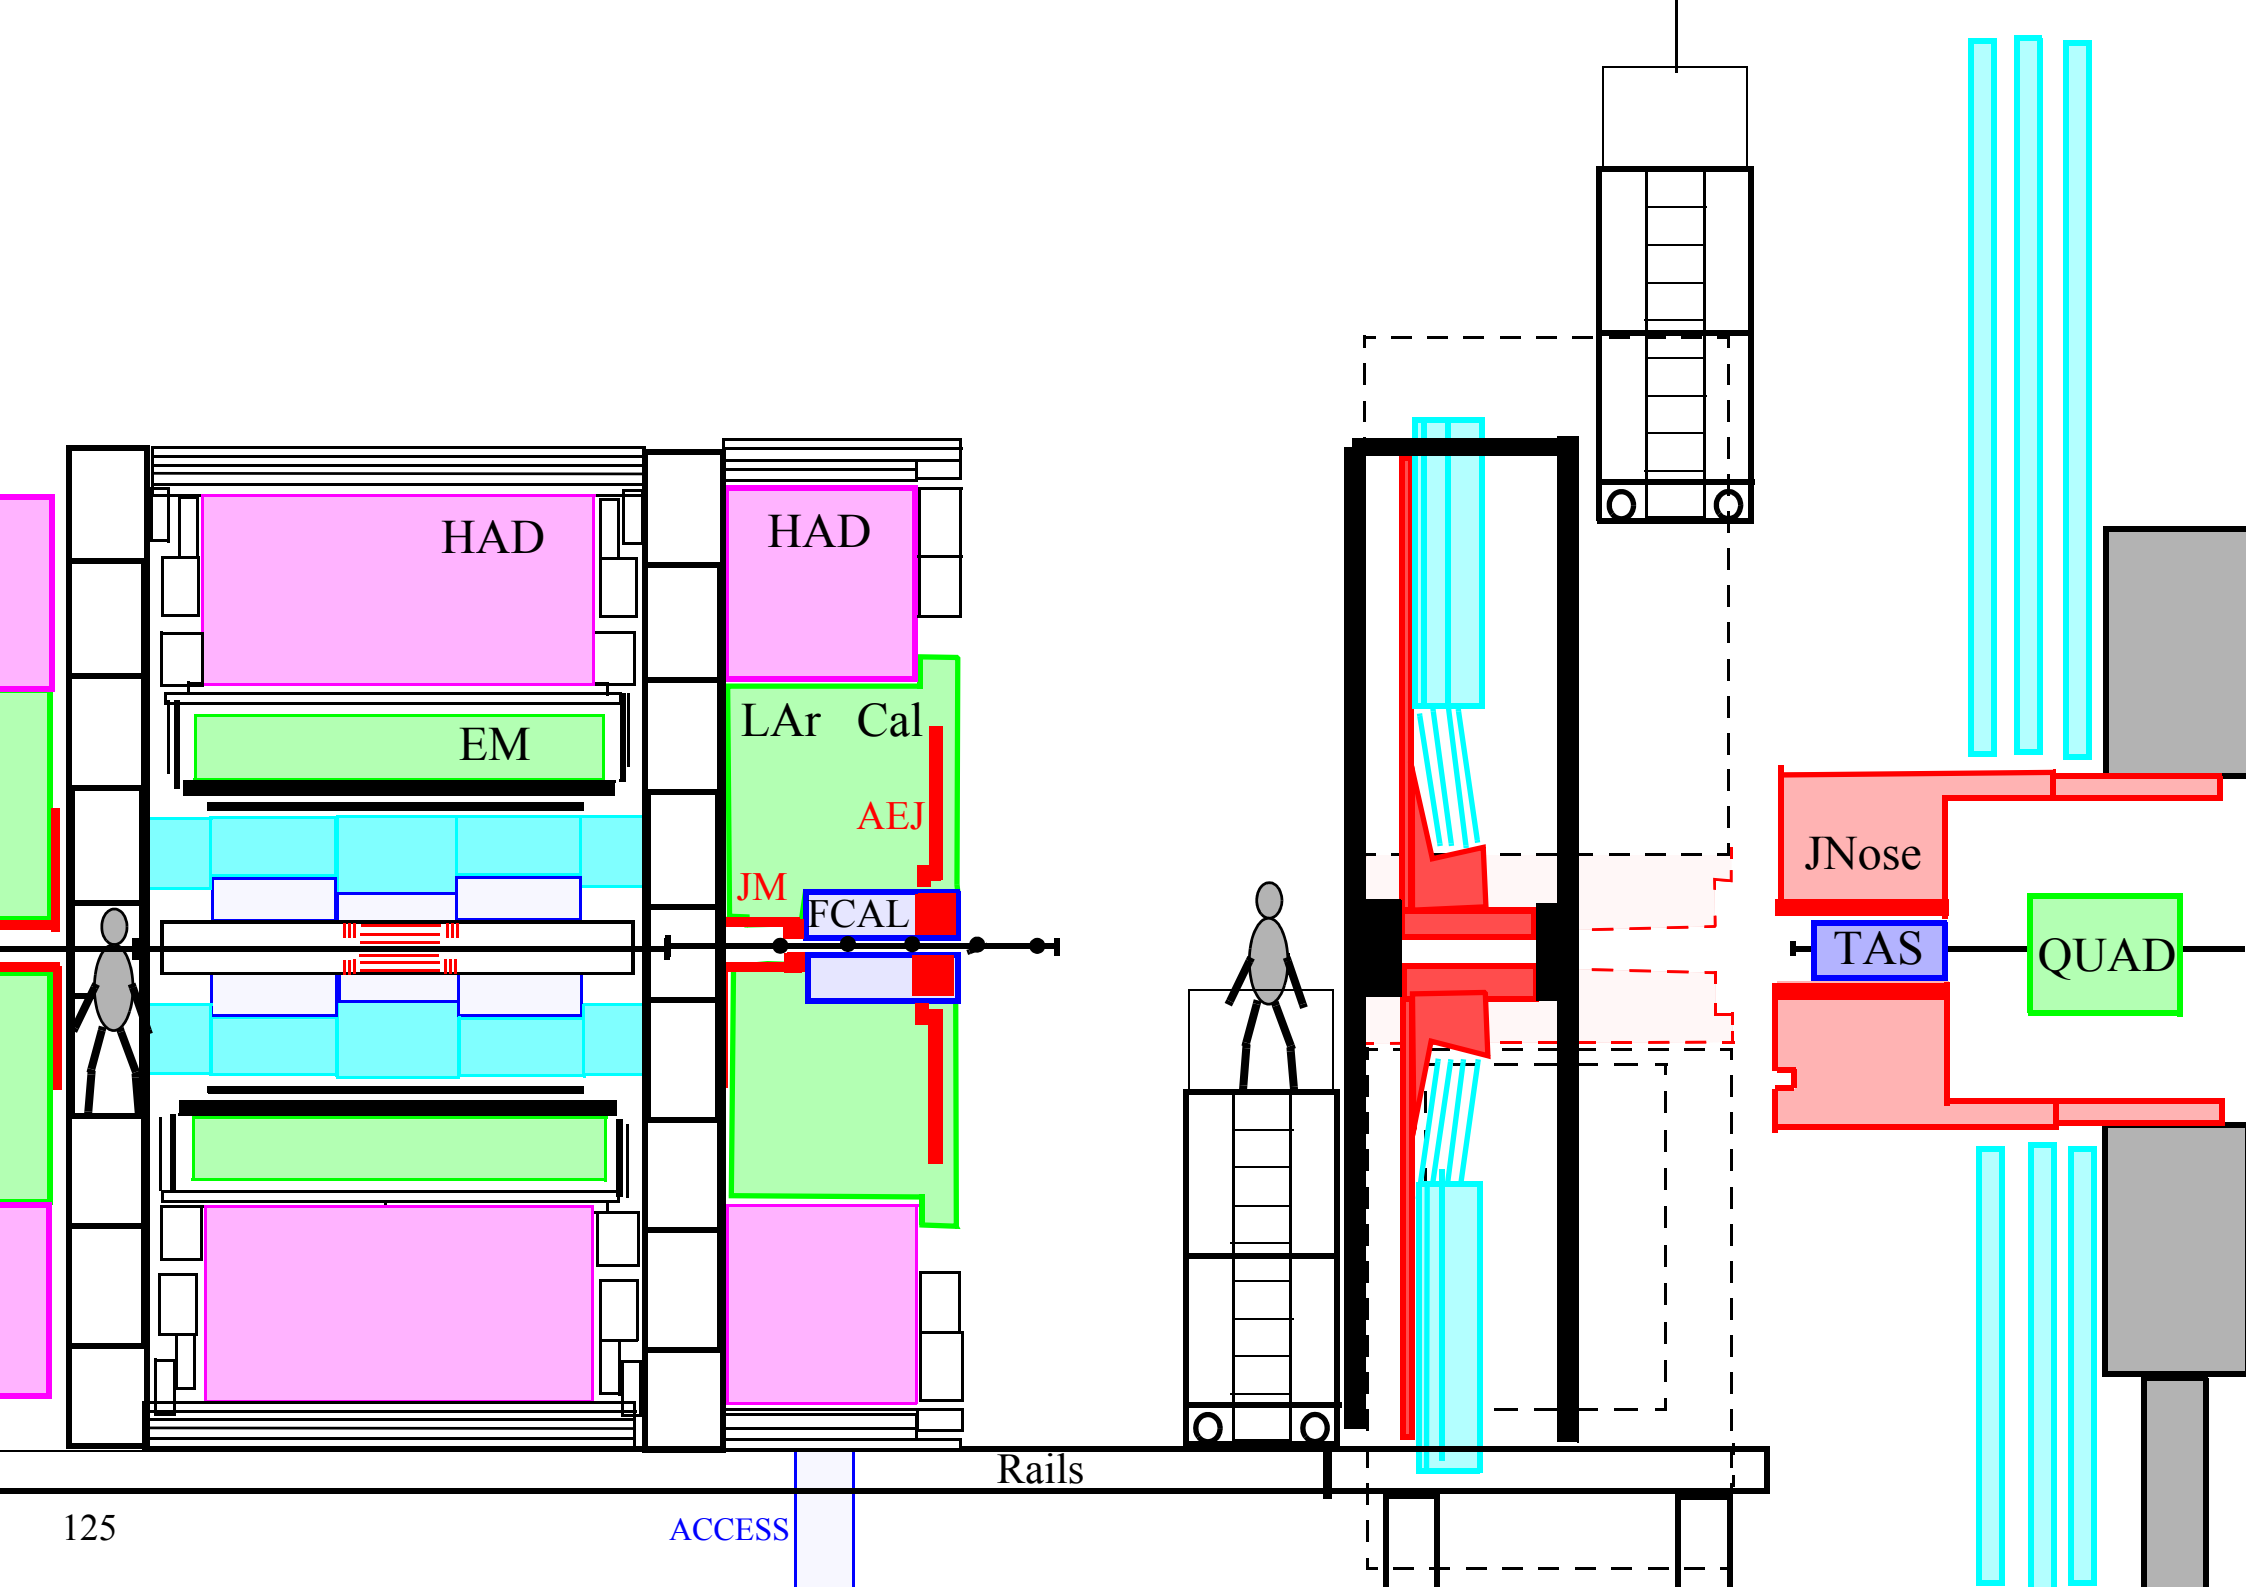 HAD
HAD
LAr Cal
EM
AEJ
JNose
JM
FCAL
TAS
QUAD
Rails
125
ACCESS